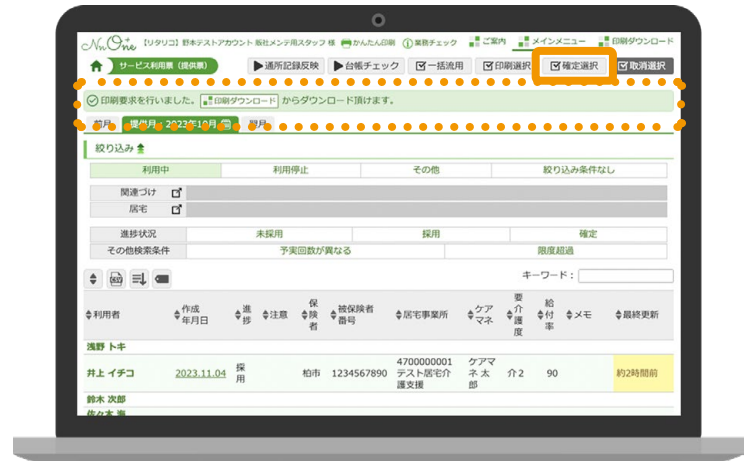 NnOne 【リタリコ】野本テストアカウント 販社メンテ用スタッフ 様 かんたん印刷 業務チェック ご案内 メインメニュー 印刷ダウンロード
サービス利用票（提供票） ▶通所記録反映 ▶台帳チェック 一括流用 印刷選択 確定選択 取消選択
印刷要求を行いました。 印刷ダウンロード からダウンロード頂けます。
前月 提供月：2023年10月 翌月
絞り込み
利用中 利用停止 その他 絞り込み条件なし
関連づけ
居宅
進捗状況 未採用 採用 確定
その他検索条件 予実回数が異なる 限度超過
キーワード：
利用者 作成年月日 進捗 注意 保険者 被保険者番号 居宅事業所 ケアマネ 要介護度 給付率 メモ 最終更新
浅野 トキ
井上 イチコ 2023.11.04 採用 柏市 1234567890 4700000001 テスト居宅介護支援 ケアマネ 太郎 介2 90 約2時間前
鈴木 次郎
佐々木 海